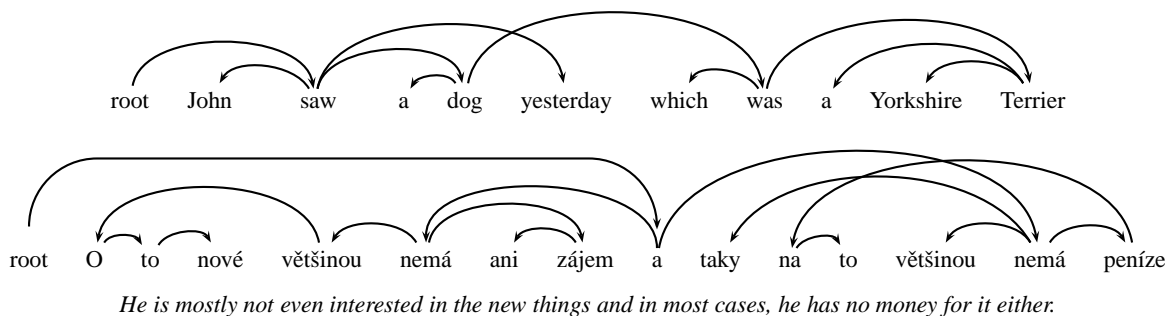 root John saw a dog yesterday which was a Yorkshire Terrier
root O to nové většinou nemá ani zájem a taky na to většinou nemá peníze
He is mostly not even interested in the new things and in most cases, he has no money for it either.